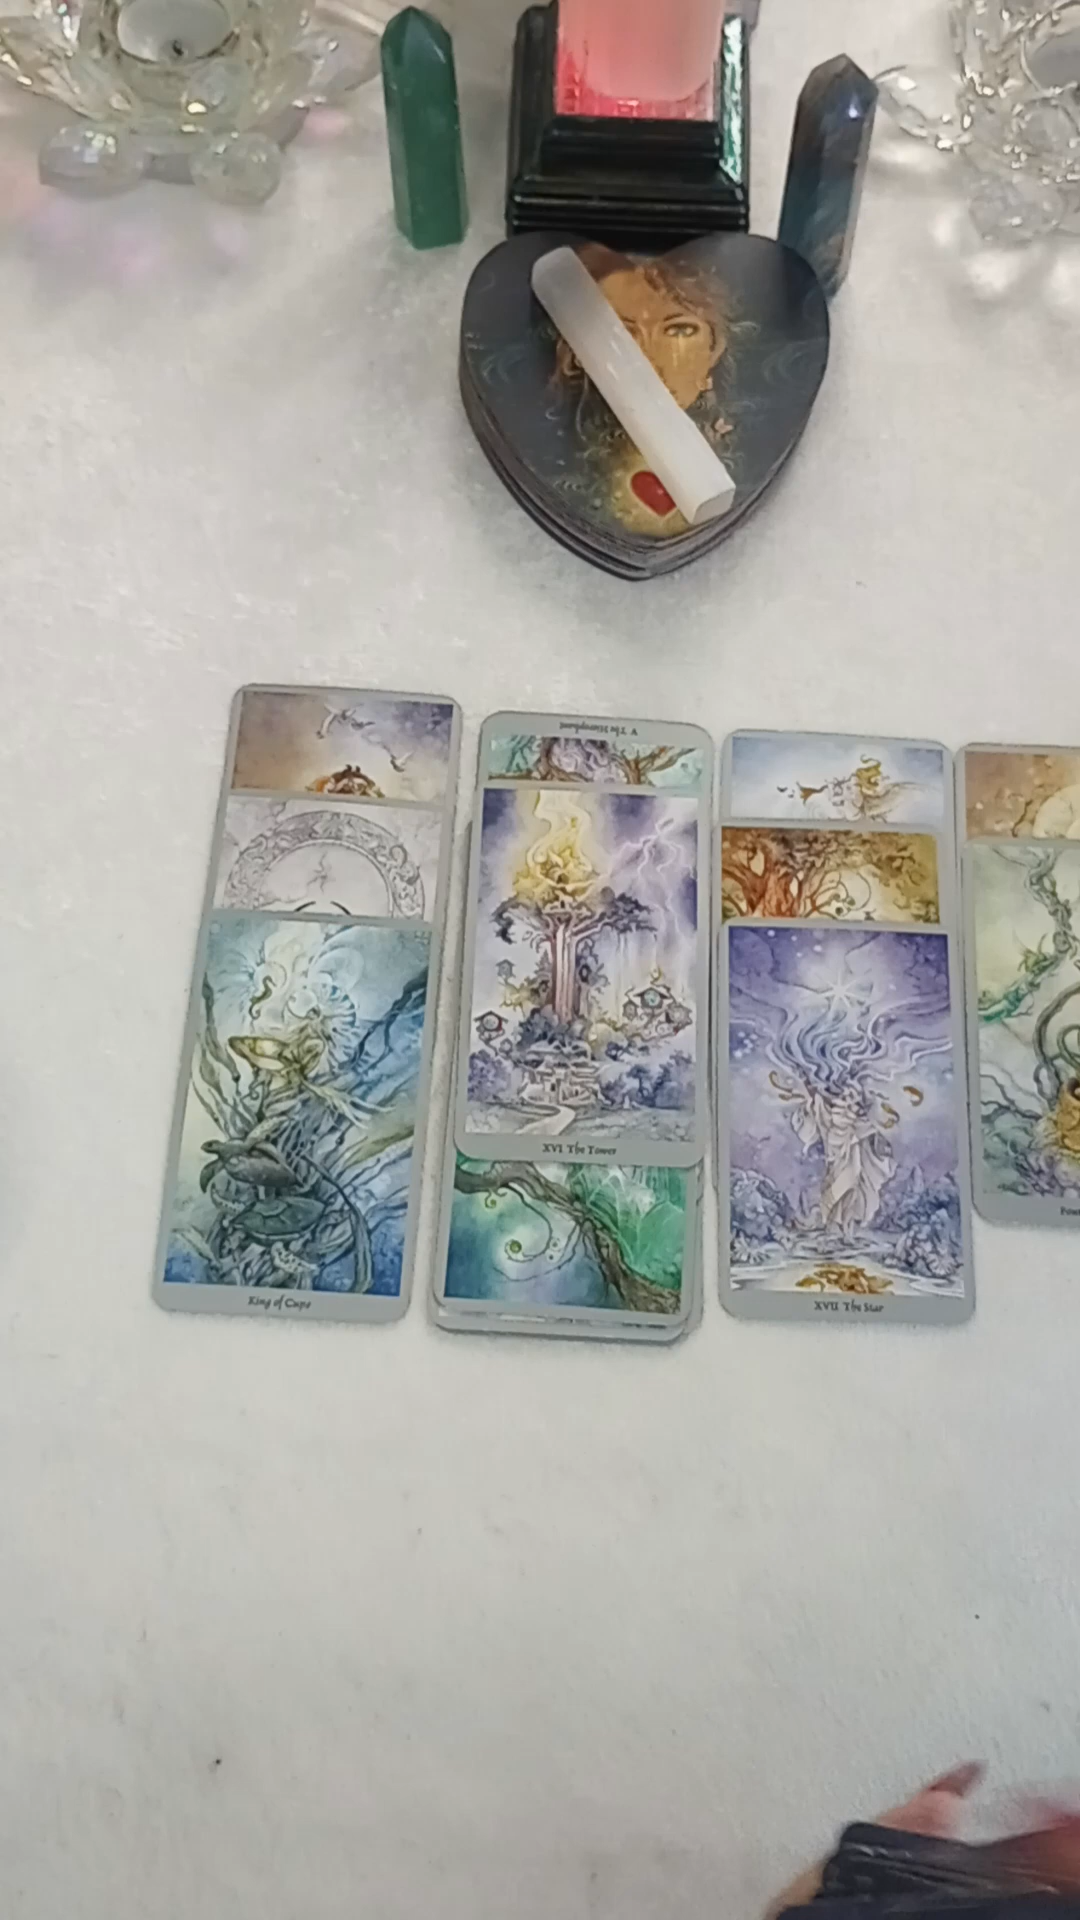 V The Hierophant
XVI The Tower
King of Cups
XVII The Star